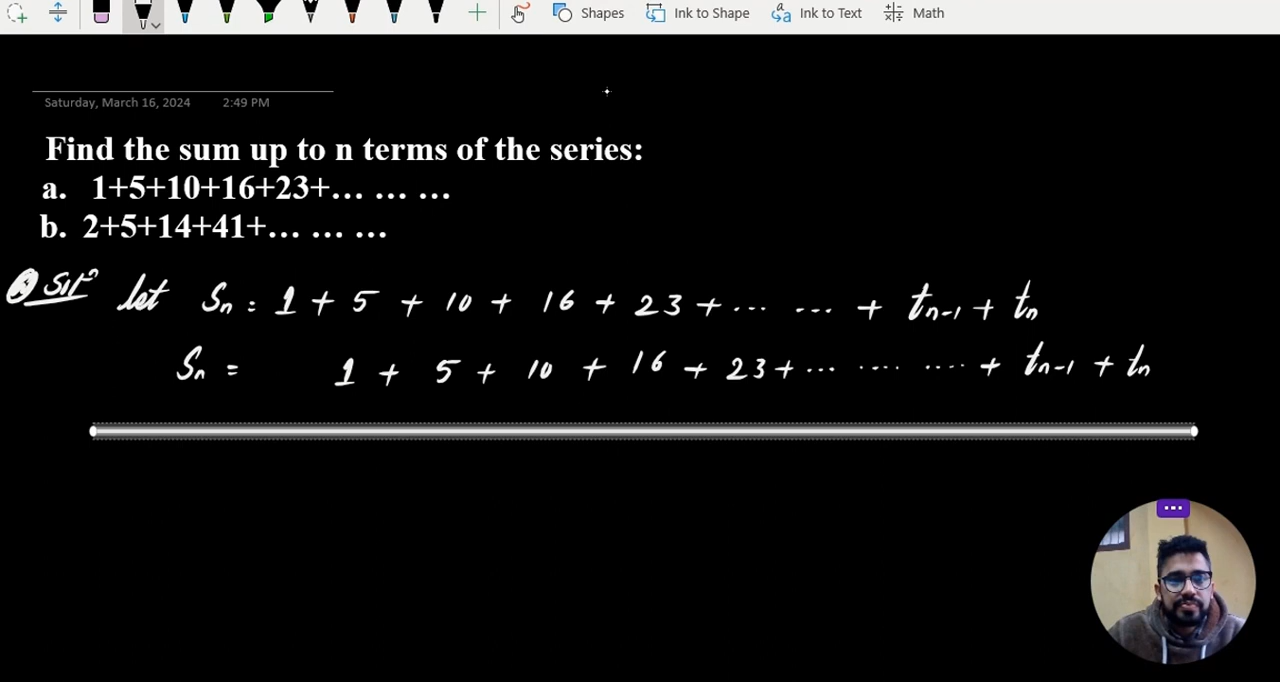 Shapes Ink to Shape Ink to Text Math
Saturday, March 16, 2024 2:49 PM
Find the sum up to n terms of the series:
a. 1+5+10+16+23+... ... ...
b. 2+5+14+41+... ... ...
Solⁿ let Sn = 1 + 5 + 10 + 16 + 23 + ... ... + tn-1 + tn
Sn = 1 + 5 + 10 + 16 + 23 + ... .... .... + tn-1 + tn